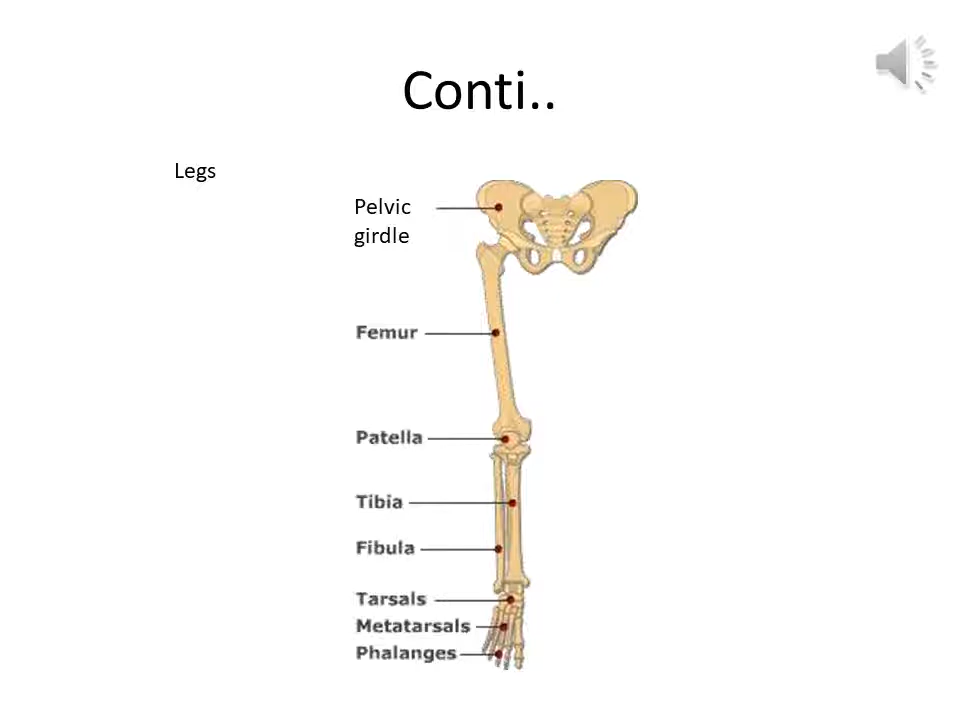 Conti..
Legs
Pelvic
girdle
Femur
Patella
Tibia
Fibula
Tarsals
Metatarsals
Phalanges